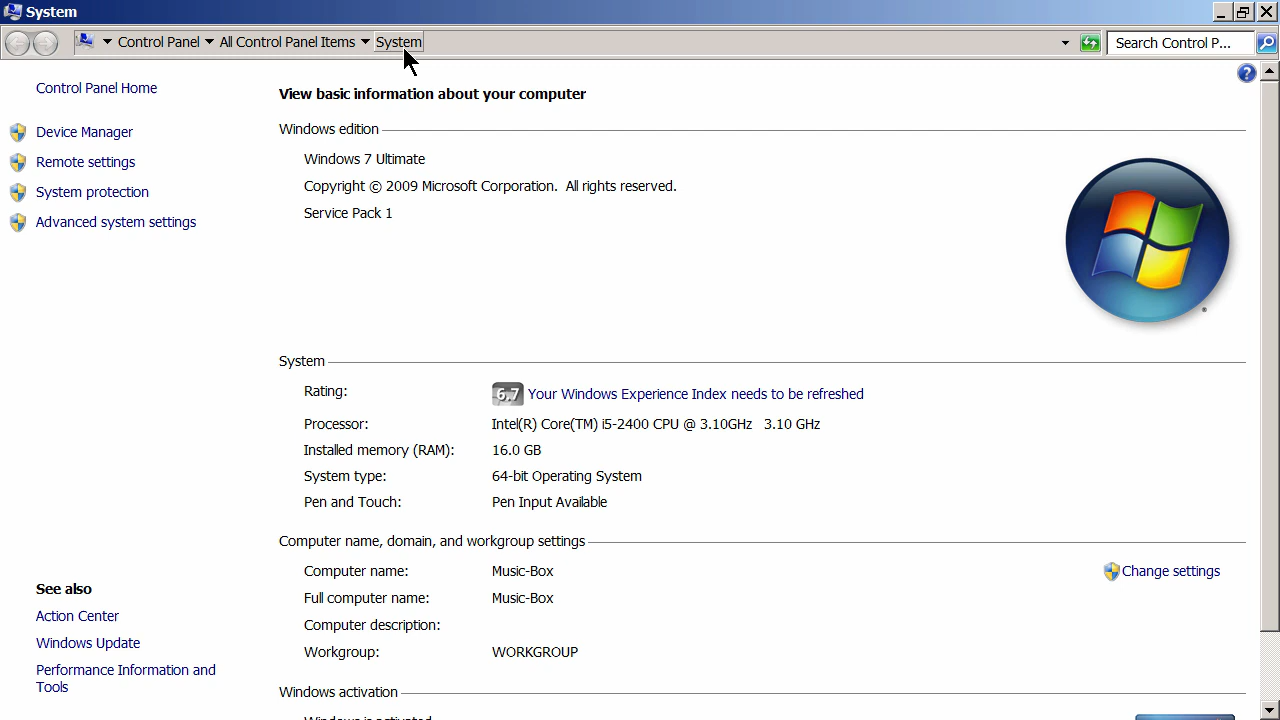 System
Control Panel All Control Panel Items System
Search Control P...
Control Panel Home
Device Manager
Remote settings
System protection
Advanced system settings
View basic information about your computer
Windows edition
Windows 7 Ultimate
Copyright © 2009 Microsoft Corporation. All rights reserved.
Service Pack 1
System
Rating: 6.7 Your Windows Experience Index needs to be refreshed
Processor: Intel(R) Core(TM) i5-2400 CPU @ 3.10GHz 3.10 GHz
Installed memory (RAM): 16.0 GB
System type: 64-bit Operating System
Pen and Touch: Pen Input Available
Computer name, domain, and workgroup settings
Computer name: Music-Box
Change settings
Full computer name: Music-Box
Computer description:
Workgroup: WORKGROUP
See also
Action Center
Windows Update
Performance Information and
Tools
Windows activation
Windows is activated